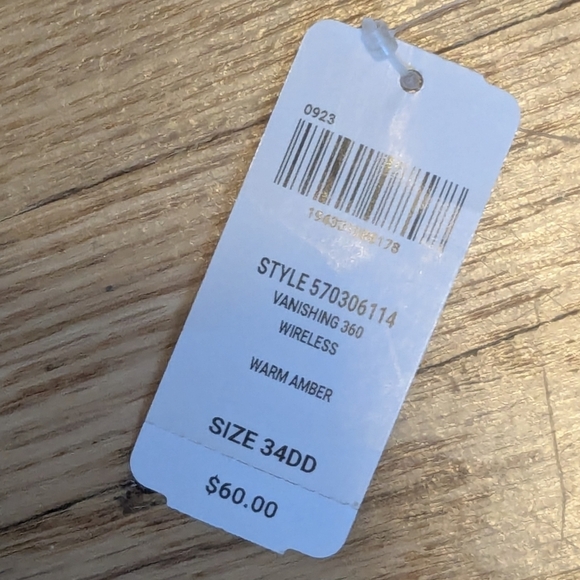 0923
STYLE 570306114
VANISHING 360
WIRELESS
WARM AMBER
SIZE 34DD
$60.00